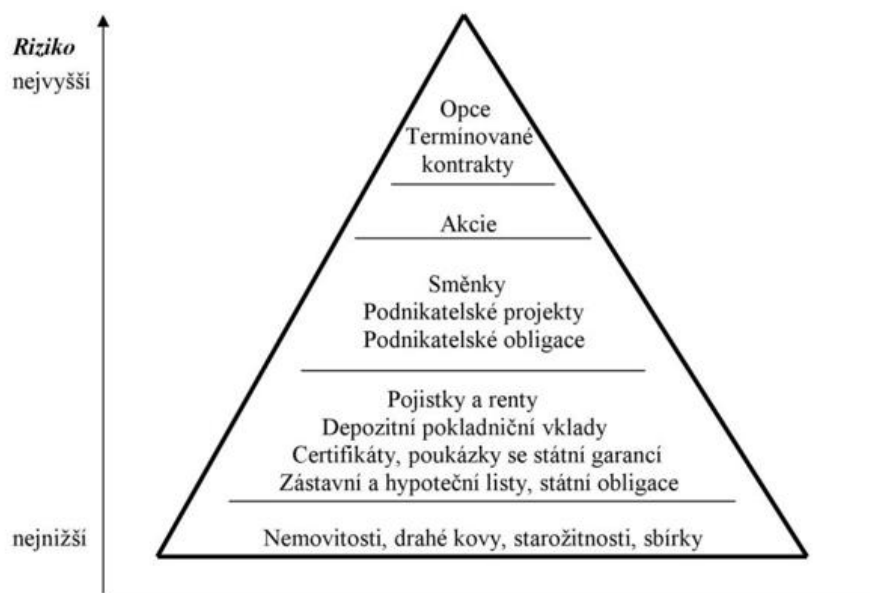 Riziko
nejvyšší
Opce
Termínované
kontrakty
Akcie
Směnky
Podnikatelské projekty
Podnikatelské obligace
Pojistky a renty
Depozitní pokladniční vklady
Certifikáty, poukázky se státní garancí
Zástavní a hypoteční listy, státní obligace
nejnižší
Nemovitosti, drahé kovy, starožitnosti, sbírky